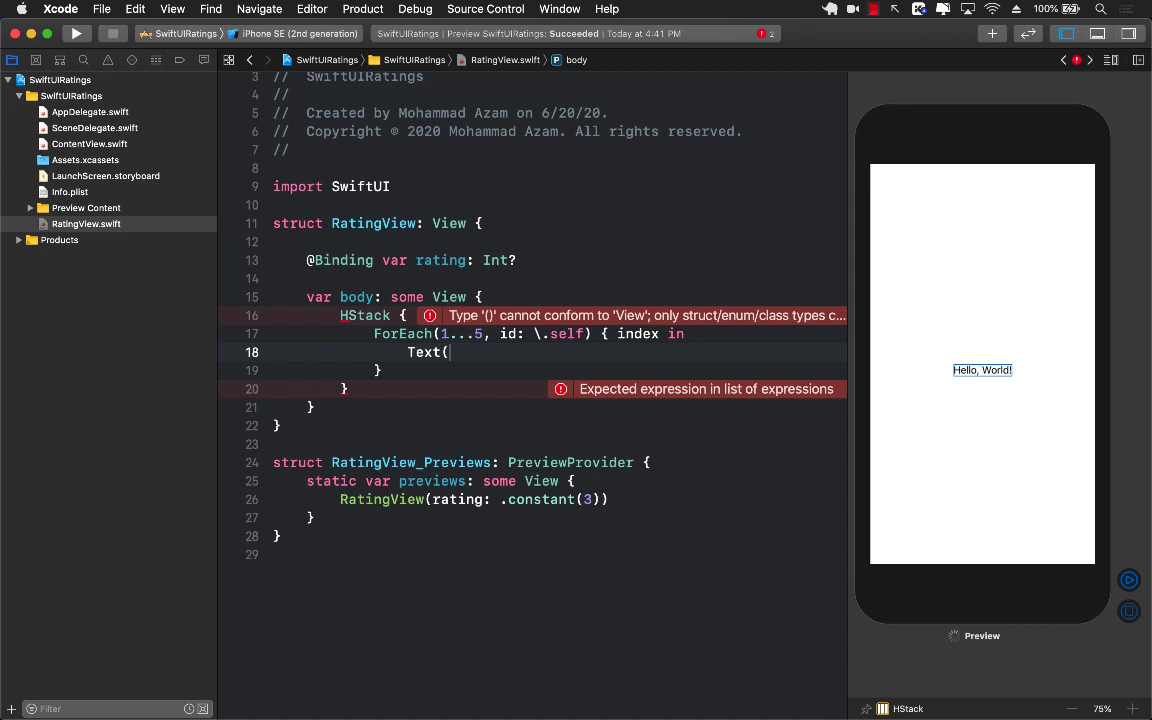 Xcode File Edit View Find Navigate Editor Product Debug Source Control Window Help 100%
SwiftUIRatings iPhone SE (2nd generation) SwiftUIRatings | Preview SwiftUIRatings: Succeeded | Today at 4:41 PM 2
SwiftUIRatings SwiftUIRatings RatingView.swift P body
SwiftUIRatings
SwiftUIRatings
AppDelegate.swift
SceneDelegate.swift
ContentView.swift
Assets.xcassets
LaunchScreen.storyboard
Info.plist
Preview Content
RatingView.swift
Products
Filter
3 // SwiftUIRatings
4 //
5 // Created by Mohammad Azam on 6/20/20.
6 // Copyright © 2020 Mohammad Azam. All rights reserved.
7 //
8
9 import SwiftUI
10
11 struct RatingView: View {
12
13 @Binding var rating: Int?
14
15 var body: some View {
16 HStack { Type '()' cannot conform to 'View'; only struct/enum/class types c...
17 ForEach(1...5, id: \.self) { index in
18 Text(
19 }
20 } Expected expression in list of expressions
21 }
22 }
23
24 struct RatingView_Previews: PreviewProvider {
25 static var previews: some View {
26 RatingView(rating: .constant(3))
27 }
28 }
29
Hello, World!
Preview
HStack 75%